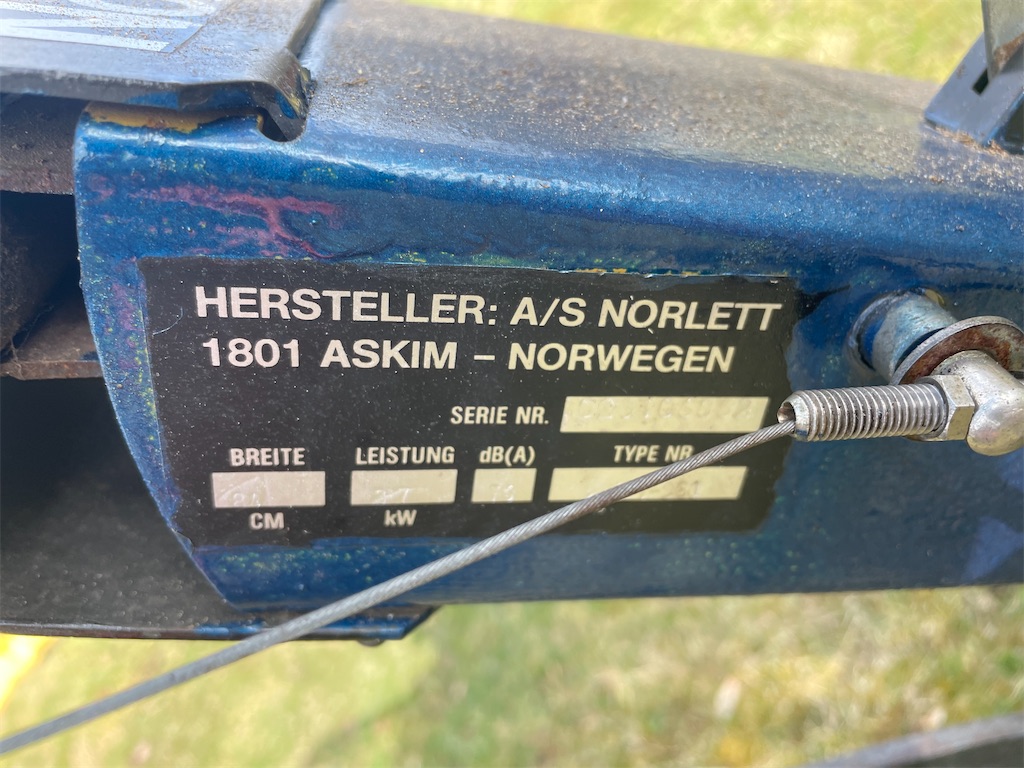 HERSTELLER: A/S NORLETT
1801 ASKIM – NORWEGEN
SERIE NR.
BREITE LEISTUNG dB(A) TYPE NR.
CM kW